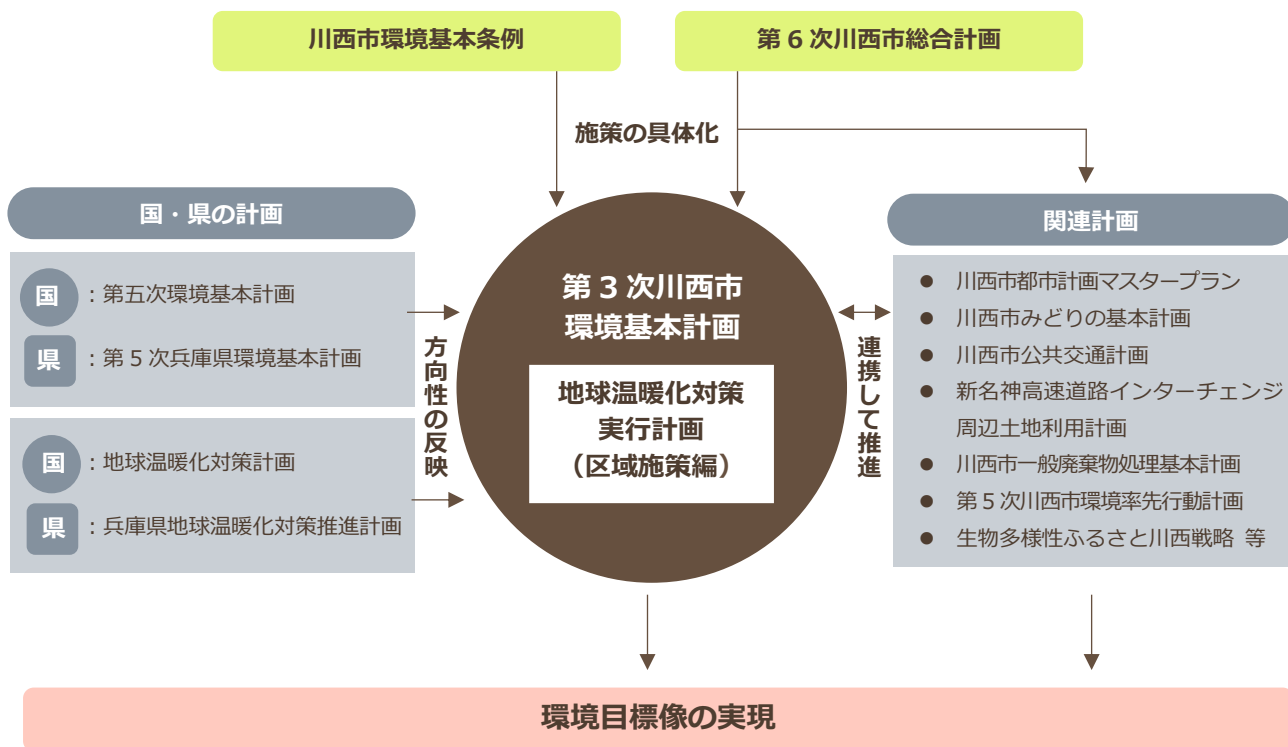 川西市環境基本条例
第6次川西市総合計画
施策の具体化
国・県の計画
国
：第五次環境基本計画
県
：第5次兵庫県環境基本計画
国
：地球温暖化対策計画
県
：兵庫県地球温暖化対策推進計画
方向性の反映
第3次川西市
環境基本計画
地球温暖化対策
実行計画
（区域施策編）
連携して推進
関連計画
● 川西市都市計画マスタープラン
● 川西市みどりの基本計画
● 川西市公共交通計画
● 新名神高速道路インターチェンジ
周辺土地利用計画
● 川西市一般廃棄物処理基本計画
● 第5次川西市環境率先行動計画
● 生物多様性ふるさと川西戦略 等
環境目標像の実現